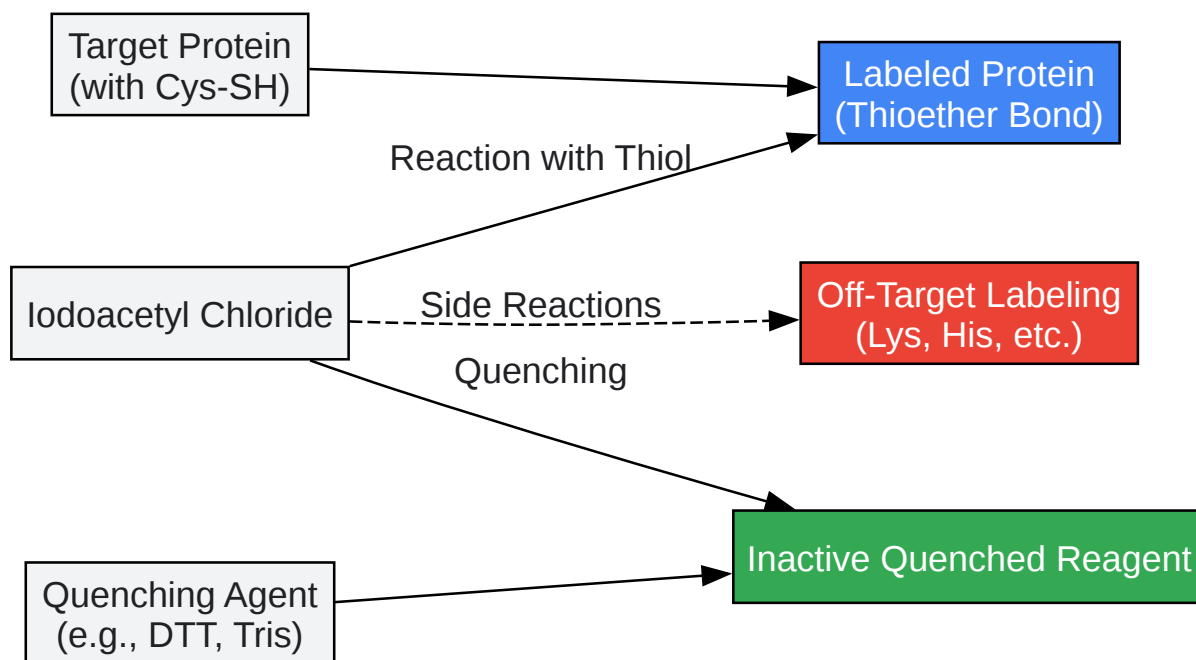 Target Protein
(with Cys-SH)
Labeled Protein
(Thioether Bond)
Reaction with Thiol
Iodoacetyl Chloride
Side Reactions
Off-Target Labeling
(Lys, His, etc.)
Quenching
Inactive Quenched Reagent
Quenching Agent
(e.g., DTT, Tris)